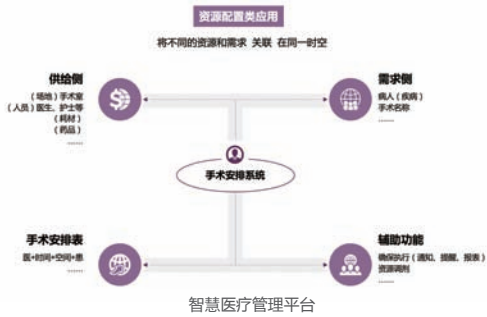 资源配置类应用
将不同的资源和需求 关联 在同一时空
供给侧
（场地）手术室
（人员）医生、护士等
（耗材）
（药品）
……
需求侧
病人（疾病）
手术名称
……
手术安排系统
手术安排表
医+时间+空间+患
……
辅助功能
确保执行（通知、提醒、报表）
资源调剂
……
智慧医疗管理平台